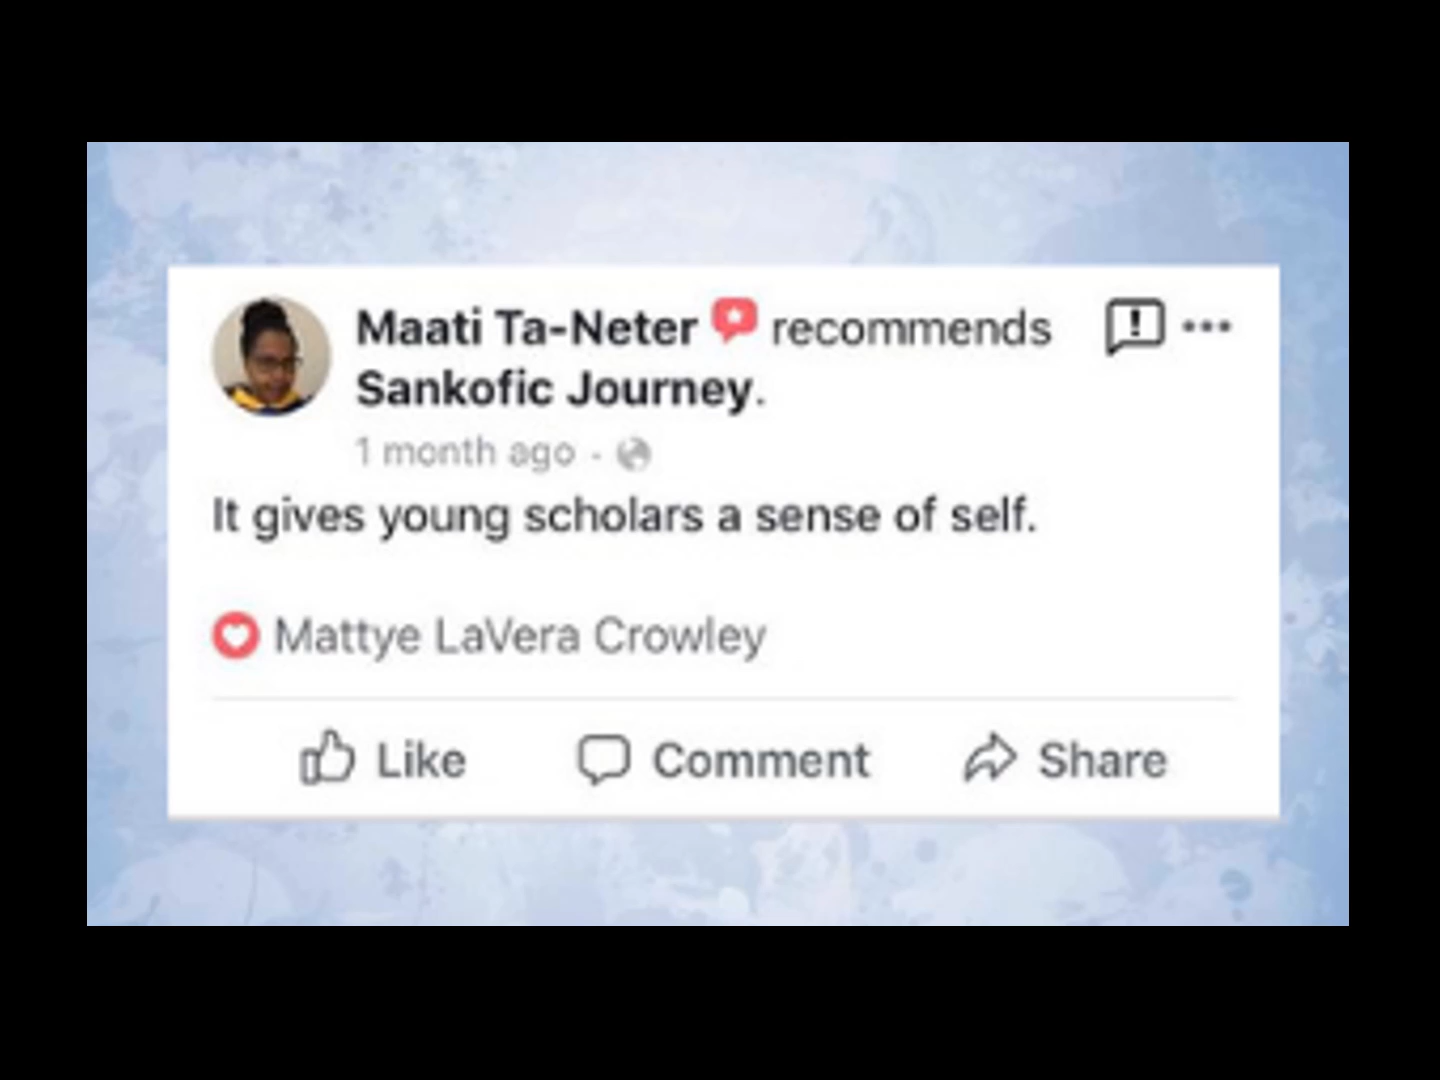 Maati Ta-Neter recommends
Sankofic Journey.
1 month ago ·
It gives young scholars a sense of self.
Mattye LaVera Crowley
Like Comment Share